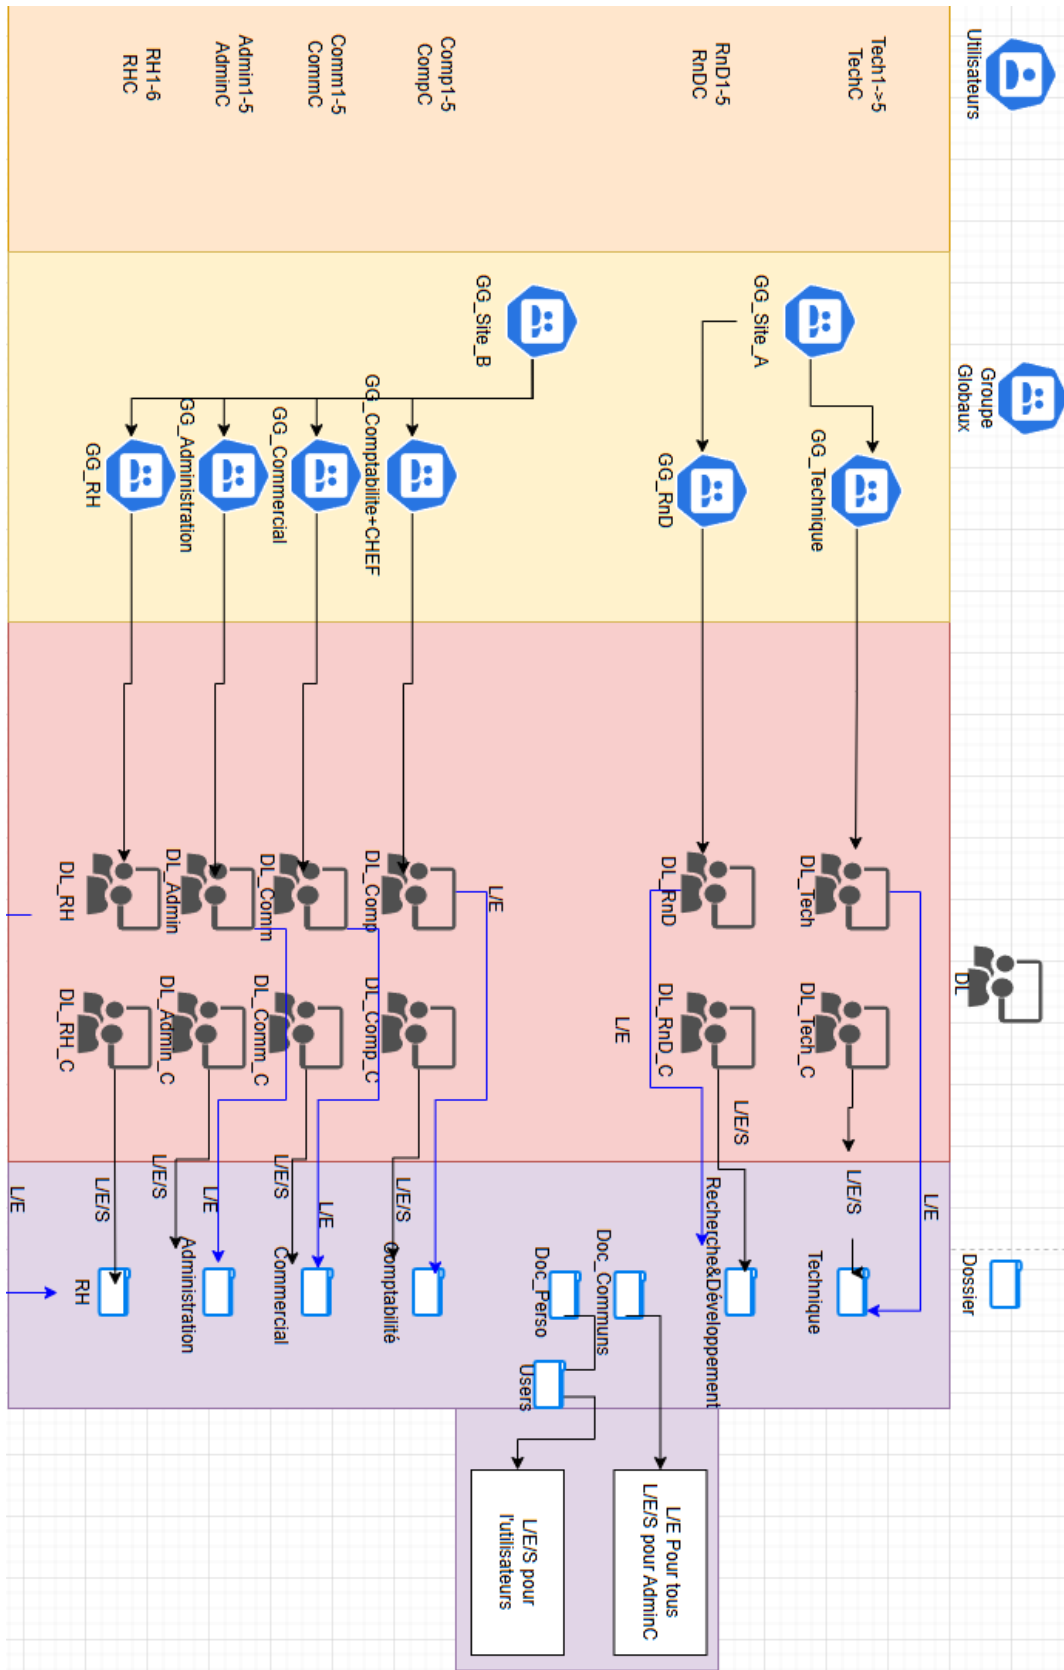 Utilisateurs
Groupe
Globaux
DL
Dossier
Tech1->5
TechC
RnD1-5
RnDC
Comp1-5
CompC
Comm1-5
CommC
Admin1-5
AdminC
RH1-6
RHC
GG_Site_A
GG_Site_B
GG_Technique
GG_RnD
GG_Comptabilite+CHEF
GG_Commercial
GG_Administration
GG_RH
DL_Tech
DL_RnD
DL_Comp
DL_Comm
DL_Admin
DL_RH
DL_Tech_C
DL_RnD_C
DL_Comp_C
DL_Comm_C
DL_Admin_C
DL_RH_C
L/E
L/E
L/E/S
L/E
L/E/S
L/E/S
L/E
L/E/S
L/E
L/E/S
L/E
L/E/S
L/E
Technique
Recherche&Développement
Doc_Communs
Doc_Perso
Users
Comptabilité
Commercial
Administration
RH
L/E Pour tous
L/E/S pour AdminC
L/E/S pour
l'utilisateurs